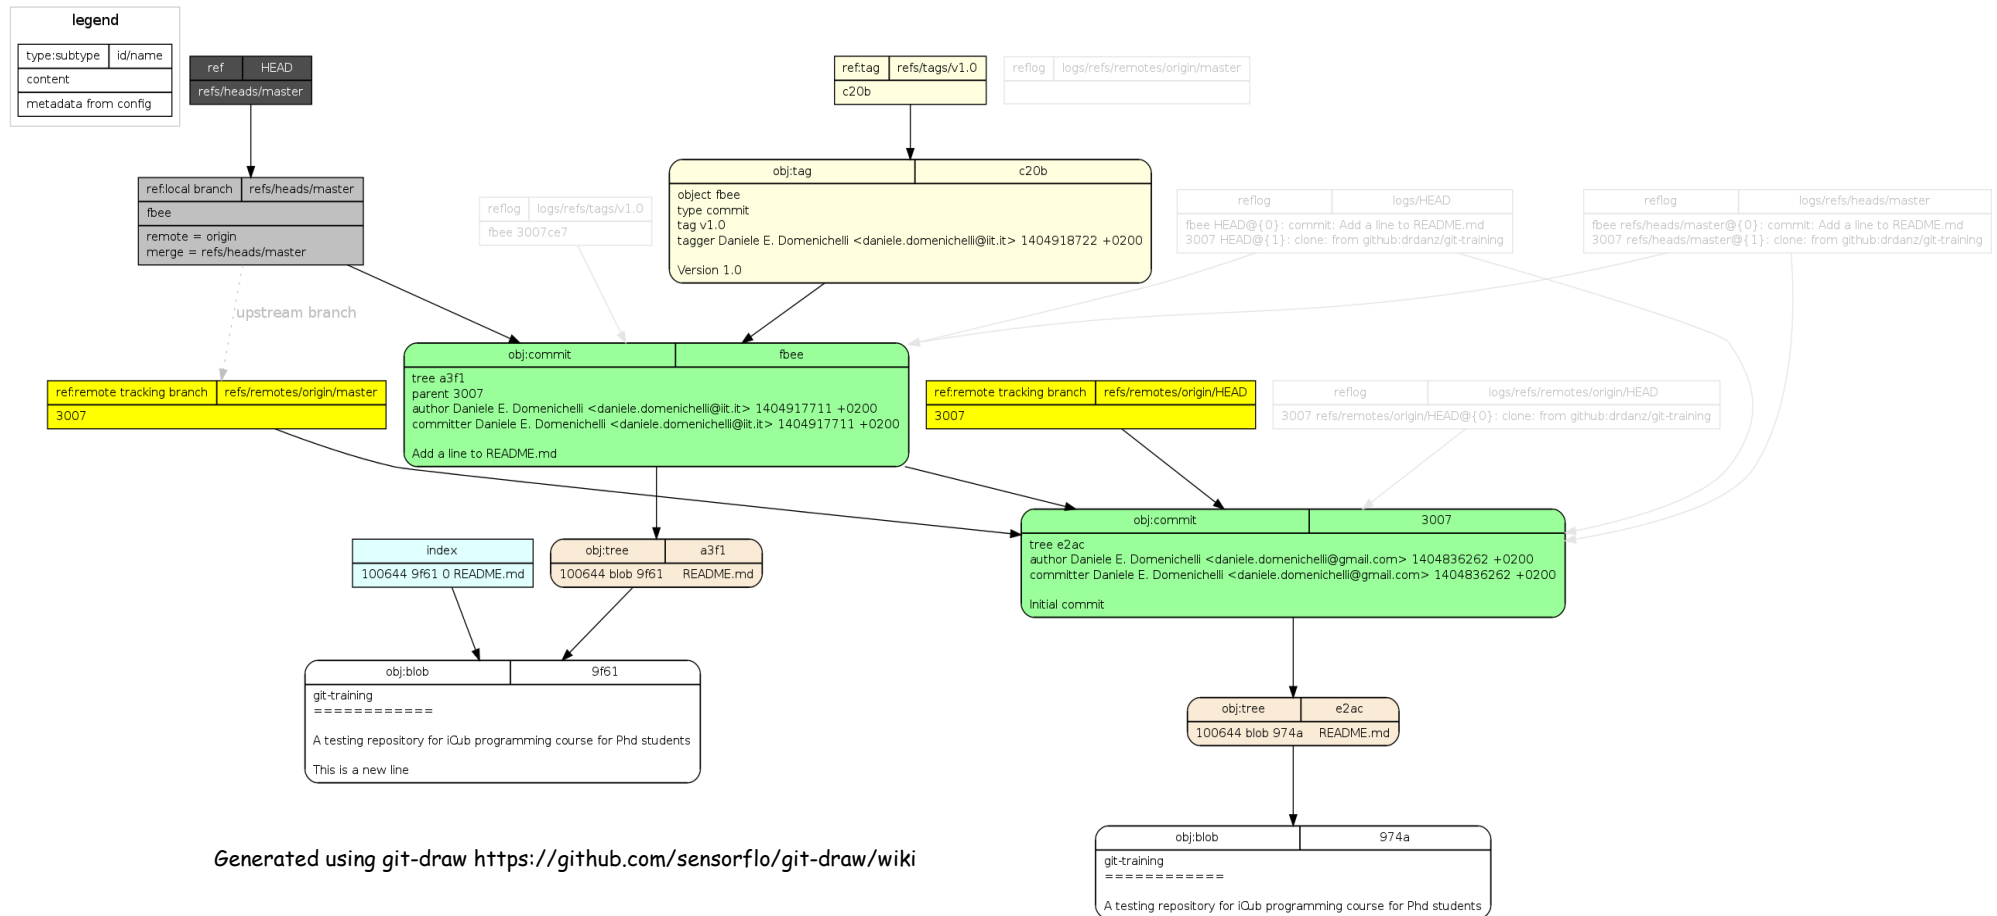 legend
type:subtype id/name
content
metadata from config
ref HEAD
refs/heads/master
ref:tag refs/tags/v1.0
c20b
reflog logs/refs/remotes/origin/master
ref:local branch refs/heads/master
fbee
remote = origin
merge = refs/heads/master
reflog logs/refs/tags/v1.0
fbee 3007ce7
obj:tag c20b
object fbee
type commit
tag v1.0
tagger Daniele E. Domenichelli <daniele.domenichelli@iit.it> 1404918722 +0200
Version 1.0
reflog logs/HEAD
fbee HEAD@{0}: commit: Add a line to README.md
3007 HEAD@{1}: clone: from github:drdanz/git-training
reflog logs/refs/heads/master
fbee refs/heads/master@{0}: commit: Add a line to README.md
3007 refs/heads/master@{1}: clone: from github:drdanz/git-training
upstream branch
ref:remote tracking branch refs/remotes/origin/master
3007
obj:commit fbee
tree a3f1
parent 3007
author Daniele E. Domenichelli <daniele.domenichelli@iit.it> 1404917711 +0200
committer Daniele E. Domenichelli <daniele.domenichelli@iit.it> 1404917711 +0200
Add a line to README.md
ref:remote tracking branch refs/remotes/origin/HEAD
3007
reflog logs/refs/remotes/origin/HEAD
3007 refs/remotes/origin/HEAD@{0}: clone: from github:drdanz/git-training
index
100644 9f61 0 README.md
obj:tree a3f1
100644 blob 9f61 README.md
obj:commit 3007
tree e2ac
author Daniele E. Domenichelli <daniele.domenichelli@gmail.com> 1404836262 +0200
committer Daniele E. Domenichelli <daniele.domenichelli@gmail.com> 1404836262 +0200
Initial commit
obj:blob 9f61
git-training
============
A testing repository for iCub programming course for Phd students
This is a new line
obj:tree e2ac
100644 blob 974a README.md
obj:blob 974a
git-training
============
A testing repository for iCub programming course for Phd students
Generated using git-draw https://github.com/sensorflo/git-draw/wiki